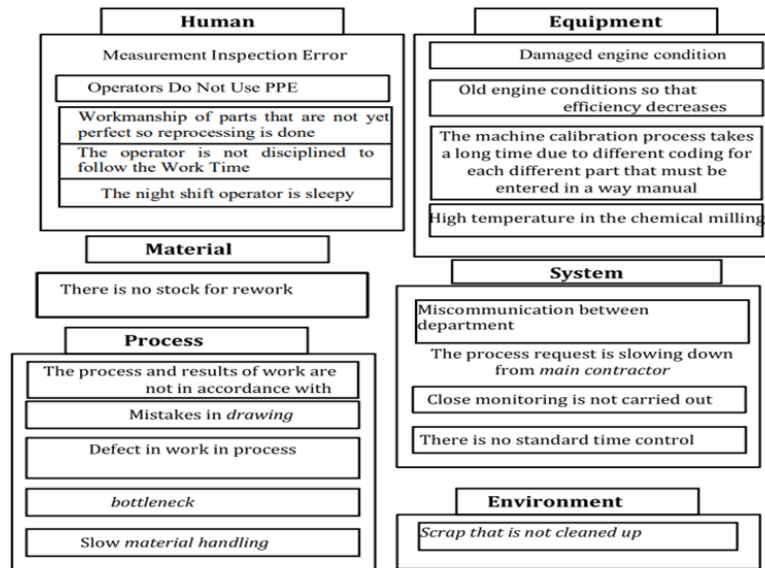 Human
Measurement Inspection Error
Operators Do Not Use PPE
Workmanship of parts that are not yet
perfect so reprocessing is done
The operator is not disciplined to
follow the Work Time
The night shift operator is sleepy
Material
There is no stock for rework
Process
The process and results of work are
not in accordance with
Mistakes in drawing
Defect in work in process
bottleneck
Slow material handling
Equipment
Damaged engine condition
Old engine conditions so that
efficiency decreases
The machine calibration process takes
a long time due to different coding for
each different part that must be
entered in a way manual
High temperature in the chemical milling
System
Miscommunication between
department
The process request is slowing down
from main contractor
Close monitoring is not carried out
There is no standard time control
Environment
Scrap that is not cleaned up